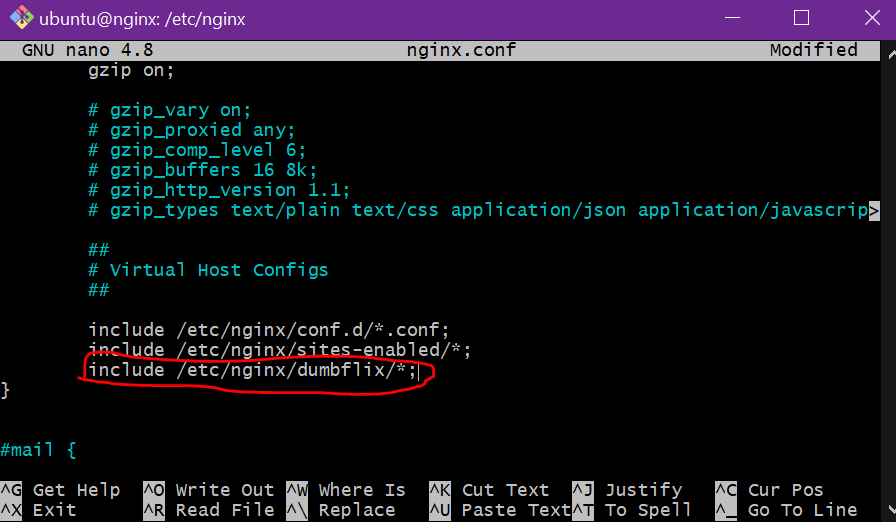 ubuntu@nginx: /etc/nginx
GNU nano 4.8 nginx.conf Modified
gzip on;
# gzip_vary on;
# gzip_proxied any;
# gzip_comp_level 6;
# gzip_buffers 16 8k;
# gzip_http_version 1.1;
# gzip_types text/plain text/css application/json application/javascrip>
##
# Virtual Host Configs
##
include /etc/nginx/conf.d/*.conf;
include /etc/nginx/sites-enabled/*;
include /etc/nginx/dumbflix/*;
}
#mail {
^G Get Help ^O Write Out ^W Where Is ^K Cut Text ^J Justify ^C Cur Pos
^X Exit ^R Read File ^\ Replace ^U Paste Text ^T To Spell ^_ Go To Line